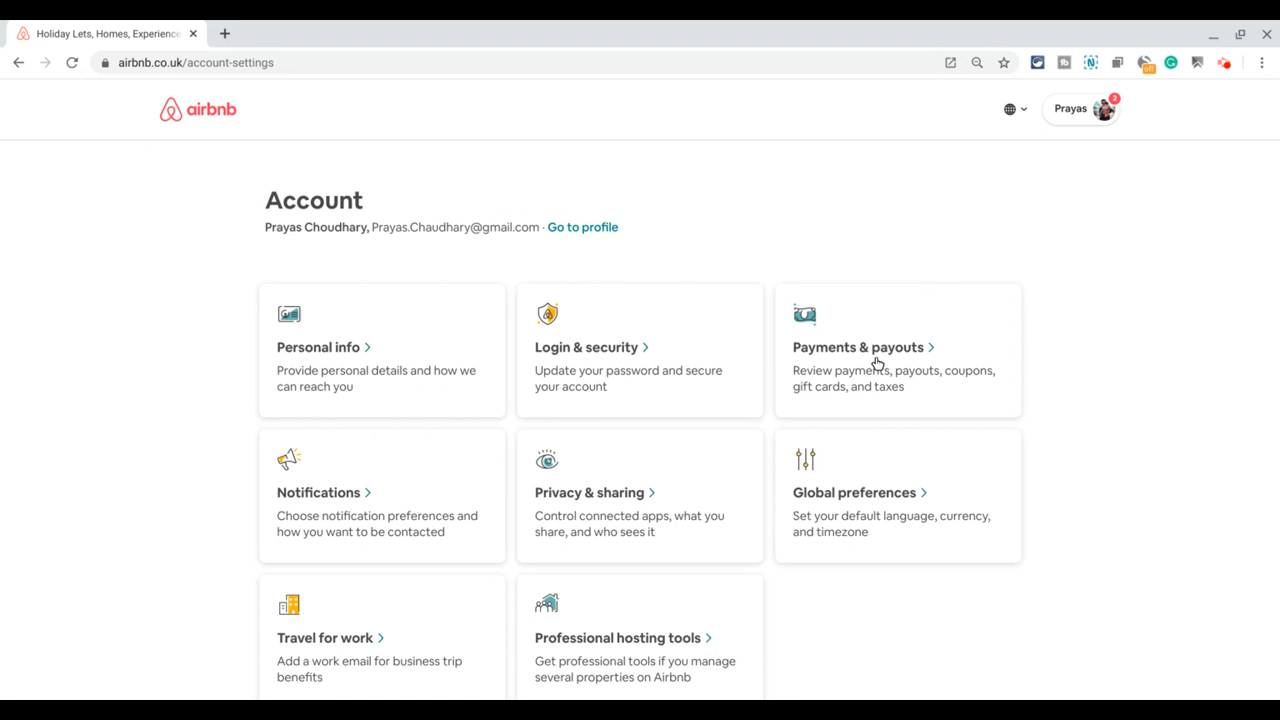 Holiday Lets, Homes, Experience
airbnb.co.uk/account-settings
off
airbnb
Prayas
2
Account
Prayas Choudhary, Prayas.Chaudhary@gmail.com · Go to profile
Personal info
Provide personal details and how we
can reach you
Login & security
Update your password and secure
your account
Payments & payouts
Review payments, payouts, coupons,
gift cards, and taxes
Notifications
Choose notification preferences and
how you want to be contacted
Privacy & sharing
Control connected apps, what you
share, and who sees it
Global preferences
Set your default language, currency,
and timezone
Travel for work
Add a work email for business trip
benefits
Professional hosting tools
Get professional tools if you manage
several properties on Airbnb